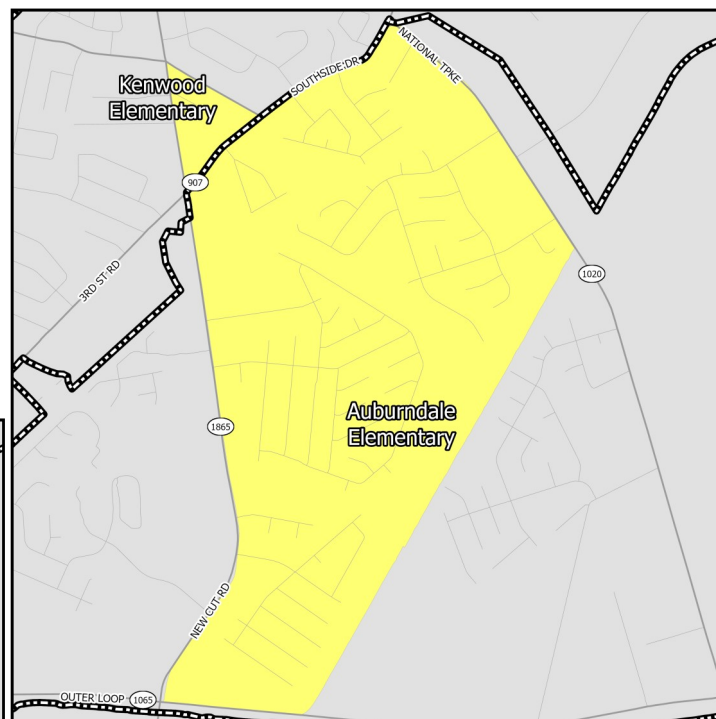 SOUTHSIDE DR
NATIONAL TPKE
Kenwood
Elementary
907
3RD ST RD
1020
Auburndale
Elementary
1865
NEW CUT RD
OUTER LOOP
1065